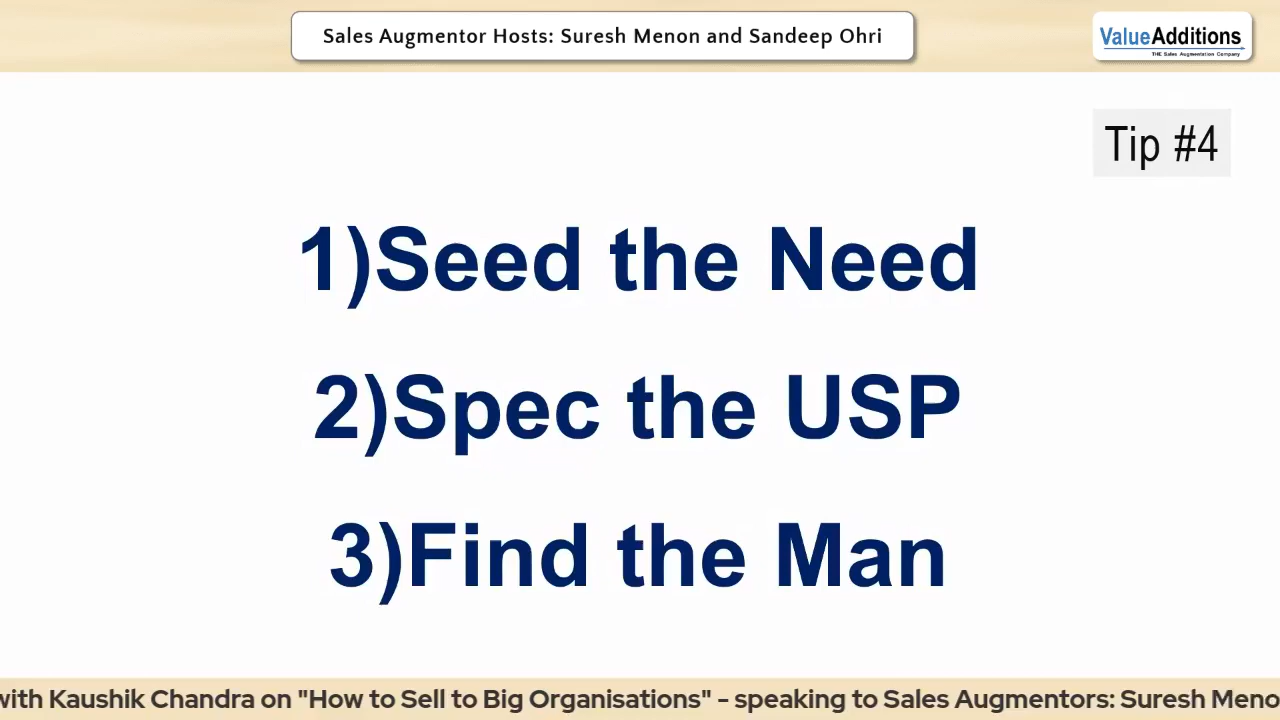 Sales Augmentor Hosts: Suresh Menon and Sandeep Ohri
ValueAdditions
THE Sales Augmentation Company
Tip #4
1)Seed the Need
2)Spec the USP
3)Find the Man
with Kaushik Chandra on "How to Sell to Big Organisations" - speaking to Sales Augmentors: Suresh Meno